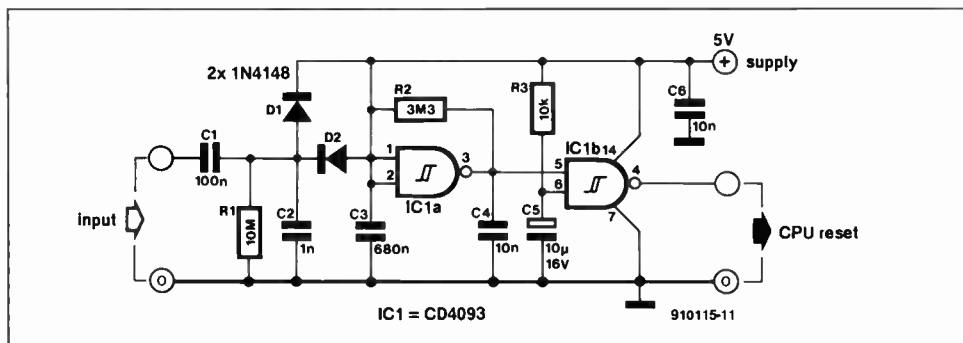 2x 1N4148
5V
supply
D1
R2
3M3
R3
10k
C6
10n
C1
100n
D2
IC1b
14
1
2
3
IC1a
5
6
4
7
input
R1
10M
C2
1n
C3
680n
C4
10n
C5
10µ
16V
CPU reset
IC1 = CD4093
910115-11